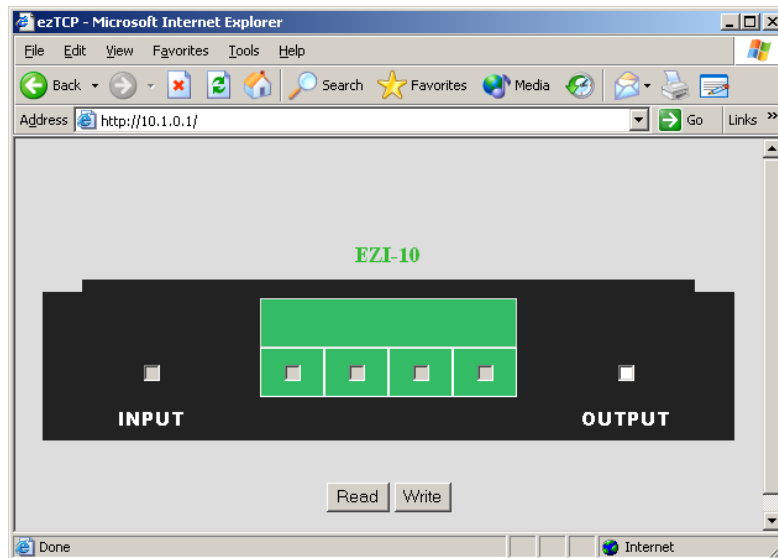 ezTCP - Microsoft Internet Explorer
File Edit View Favorites Tools Help
Back Search Favorites Media
Address http://10.1.0.1/ Go Links »
EZI-10
INPUT OUTPUT
Read Write
Done Internet